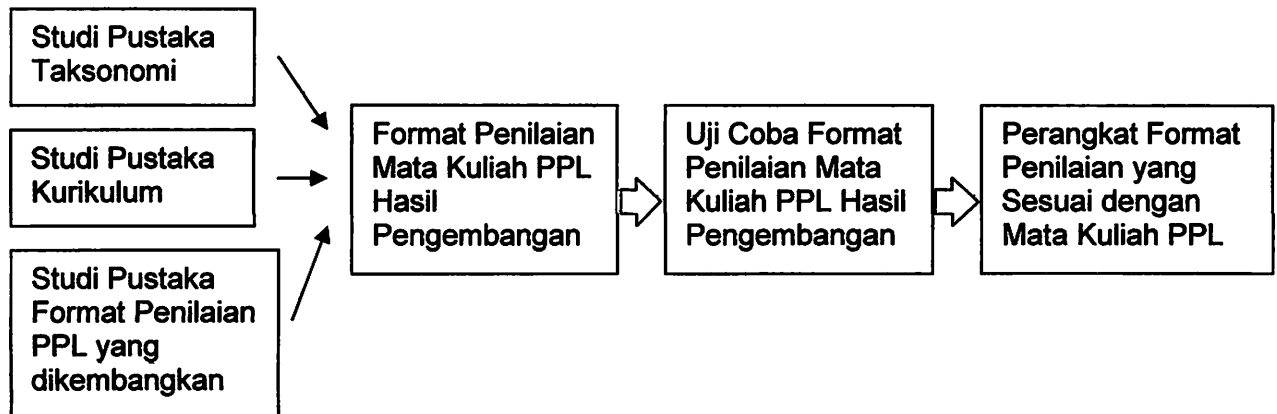 Studi Pustaka
Taksonomi
Studi Pustaka
Kurikulum
Studi Pustaka
Format Penilaian
PPL yang
dikembangkan
Format Penilaian
Mata Kuliah PPL
Hasil
Pengembangan
Uji Coba Format
Penilaian Mata
Kuliah PPL Hasil
Pengembangan
Perangkat Format
Penilaian yang
Sesuai dengan
Mata Kuliah PPL